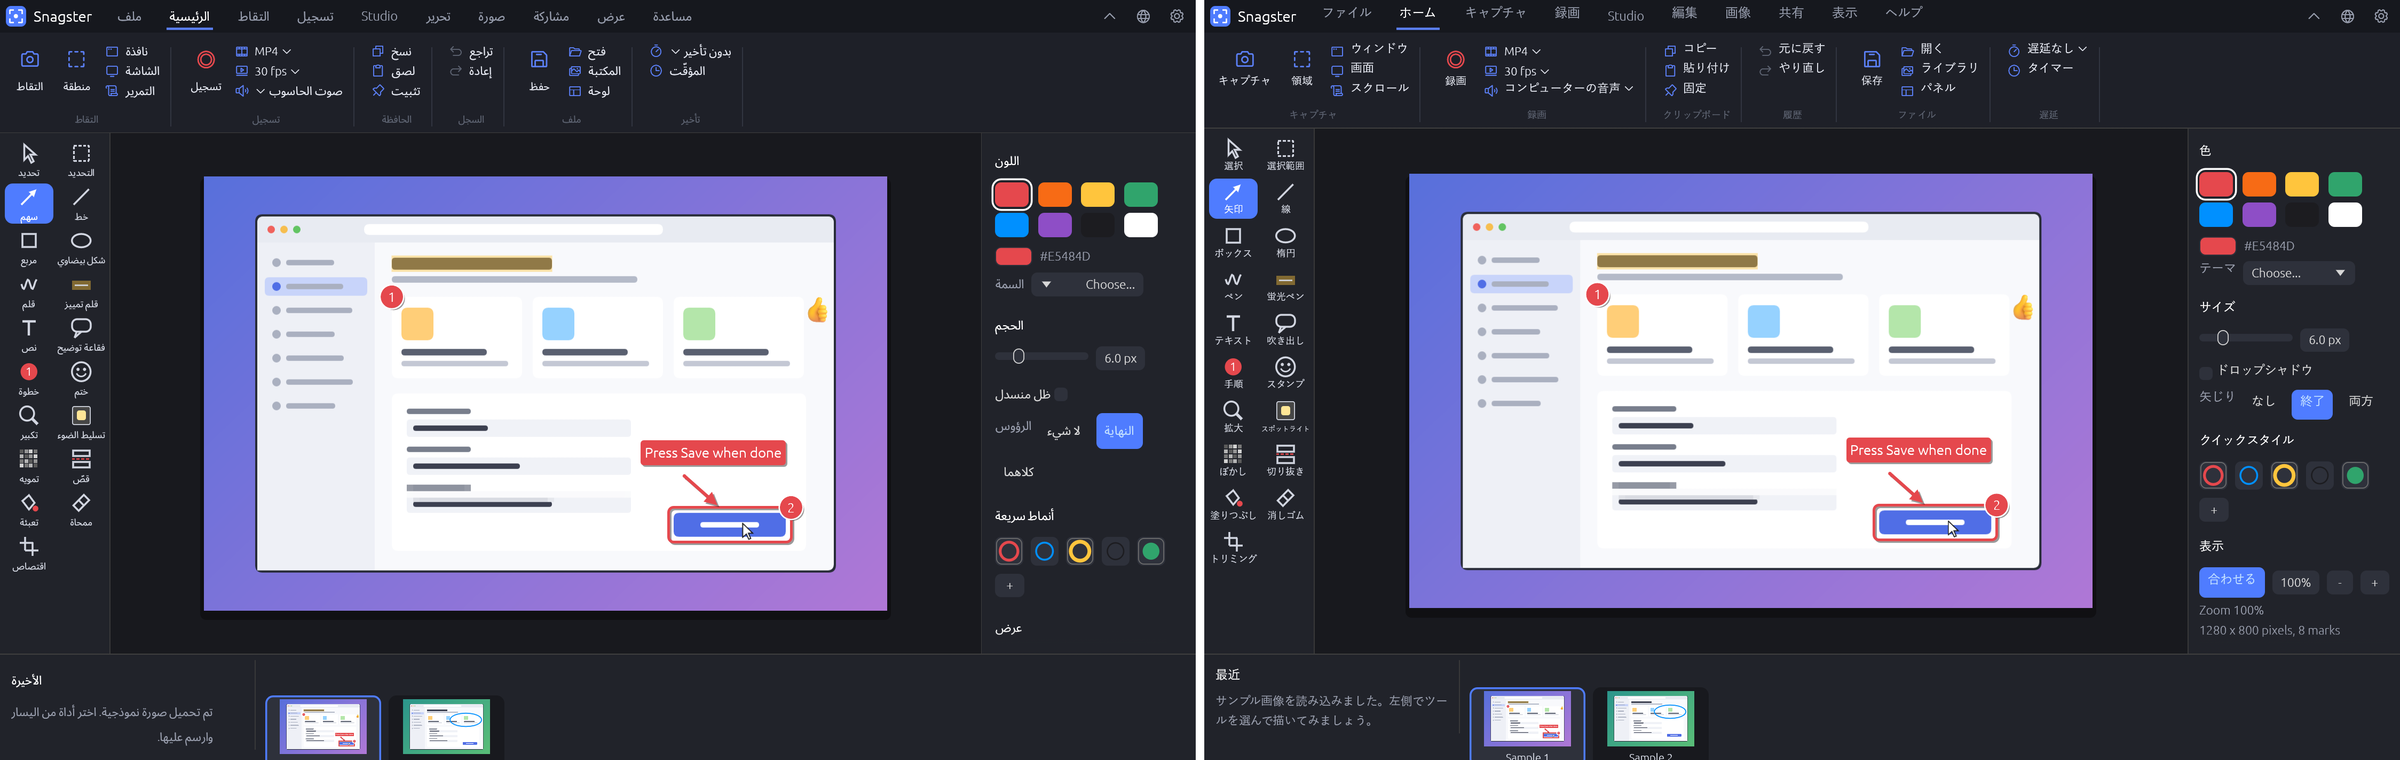 Snagster
ملف
الرئيسية
التقاط
تسجيل
Studio
تحرير
صورة
مشاركة
عرض
مساعدة
التقاط
منطقة
نافذة
الشاشة
التمرير
التقاط
تسجيل
MP4
30 fps
صوت الحاسوب
تسجيل
نسخ
لصق
تثبيت
الحافظة
تراجع
إعادة
السجل
حفظ
فتح
المكتبة
لوحة
ملف
بدون تأخير
المؤقّت
تأخير
تحديد
التحديد
سهم
خط
مربع
شكل بيضاوي
قلم
قلم تمييز
نص
فقاعة توضيح
1
خطوة
ختم
تكبير
تسليط الضوء
تمويه
قصّ
تعبئة
ممحاة
اقتصاص
1
Press Save when done
2
اللون
#E5484D
السمة
Choose...
الحجم
6.0 px
ظل منسدل
الرؤوس
لا شيء
النهاية
كلاهما
أنماط سريعة
+
عرض
الأخيرة
تم تحميل صورة نموذجية. اختر أداة من اليسار
وارسم عليها.
Snagster
ファイル
ホーム
キャプチャ
録画
Studio
編集
画像
共有
表示
ヘルプ
キャプチャ
領域
ウィンドウ
画面
スクロール
キャプチャ
録画
MP4
30 fps
コンピューターの音声
録画
コピー
貼り付け
固定
クリップボード
元に戻す
やり直し
履歴
保存
開く
ライブラリ
パネル
ファイル
遅延なし
タイマー
遅延
選択
選択範囲
矢印
線
ボックス
楕円
ペン
蛍光ペン
テキスト
吹き出し
1
手順
スタンプ
拡大
スポットライト
ぼかし
切り抜き
塗りつぶし
消しゴム
トリミング
1
Press Save when done
2
色
#E5484D
テーマ
Choose...
サイズ
6.0 px
ドロップシャドウ
矢じり
なし
終了
両方
クイックスタイル
+
表示
合わせる
100%
-
+
Zoom 100%
1280 x 800 pixels, 8 marks
最近
サンプル画像を読み込みました。左側でツー
ルを選んで描いてみましょう。
Sample 1
Sample 2